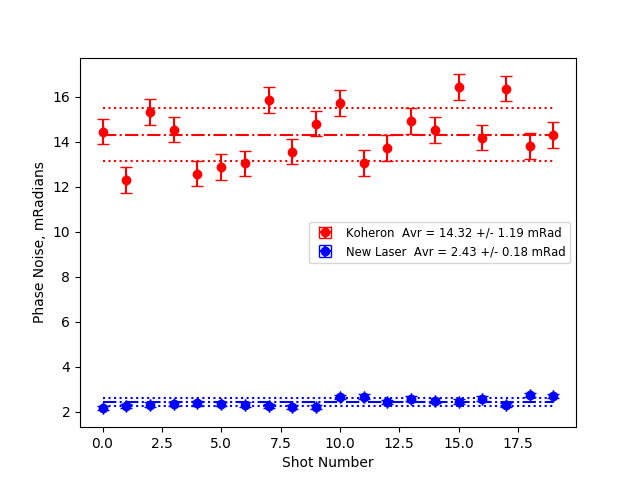 16
14
12
10
8
6
4
2
Phase Noise, mRadians
Koheron  Avr = 14.32 +/- 1.19 mRad
New Laser  Avr = 2.43 +/- 0.18 mRad
0.0 2.5 5.0 7.5 10.0 12.5 15.0 17.5
Shot Number